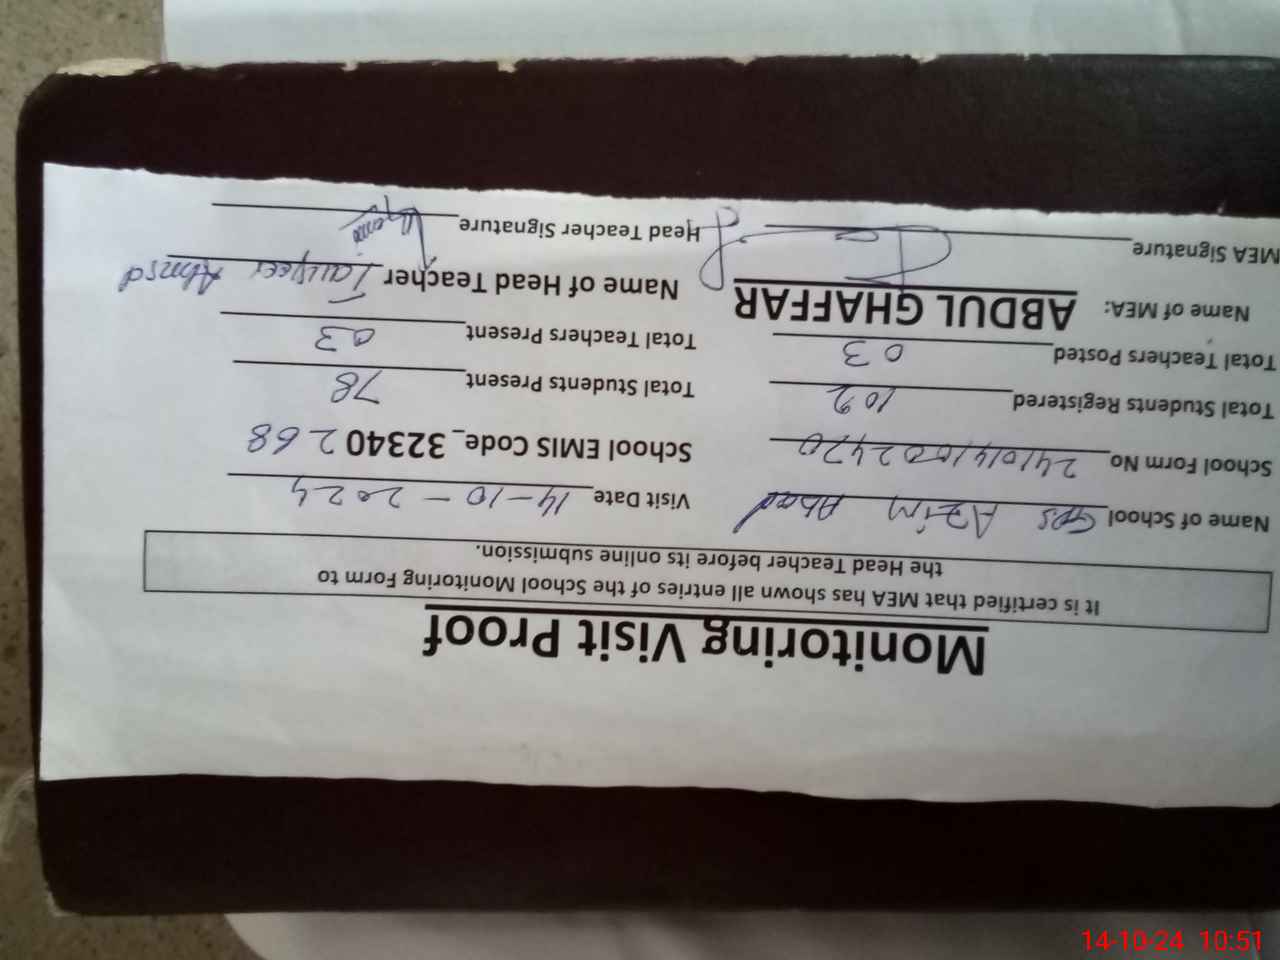 Monitoring Visit Proof
It is certified that MEA has shown all entries of the School Monitoring Form to
the Head Teacher before its online submission.
Name of School GPS AZIM Abad Visit Date 14-10-2024
School Form No 2410141002420 School EMIS Code_32340268
Total Students Registered 102 Total Students Present 78
Total Teachers Posted 03 Total Teachers Present 03
Name of MEA: ABDUL GHAFFAR Name of Head Teacher Tauqeer Ahmed
MEA Signature Head Teacher Signature
14-10-24 10:51